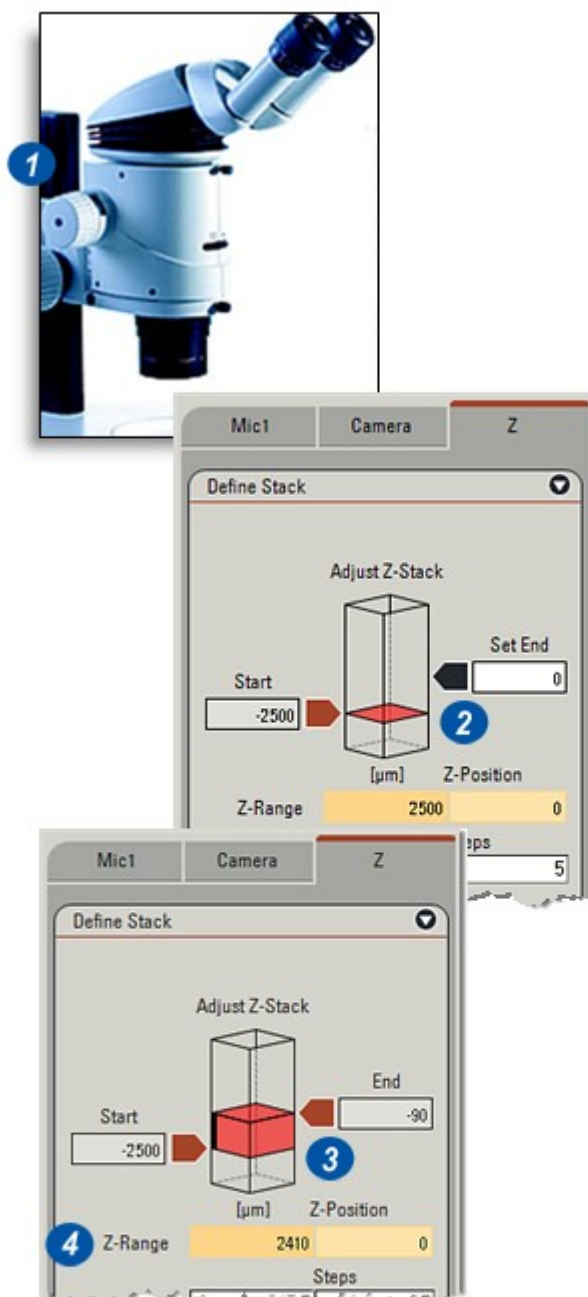 1
Mic1 Camera Z
Define Stack
Adjust Z-Stack
Set End
0
Start
-2500
2
[µm] Z-Position
Z-Range 2500 0
5
Mic1 Camera Z
Define Stack
Adjust Z-Stack
End
-90
Start
-2500
3
[µm] Z-Position
4 Z-Range 2410 0
Steps